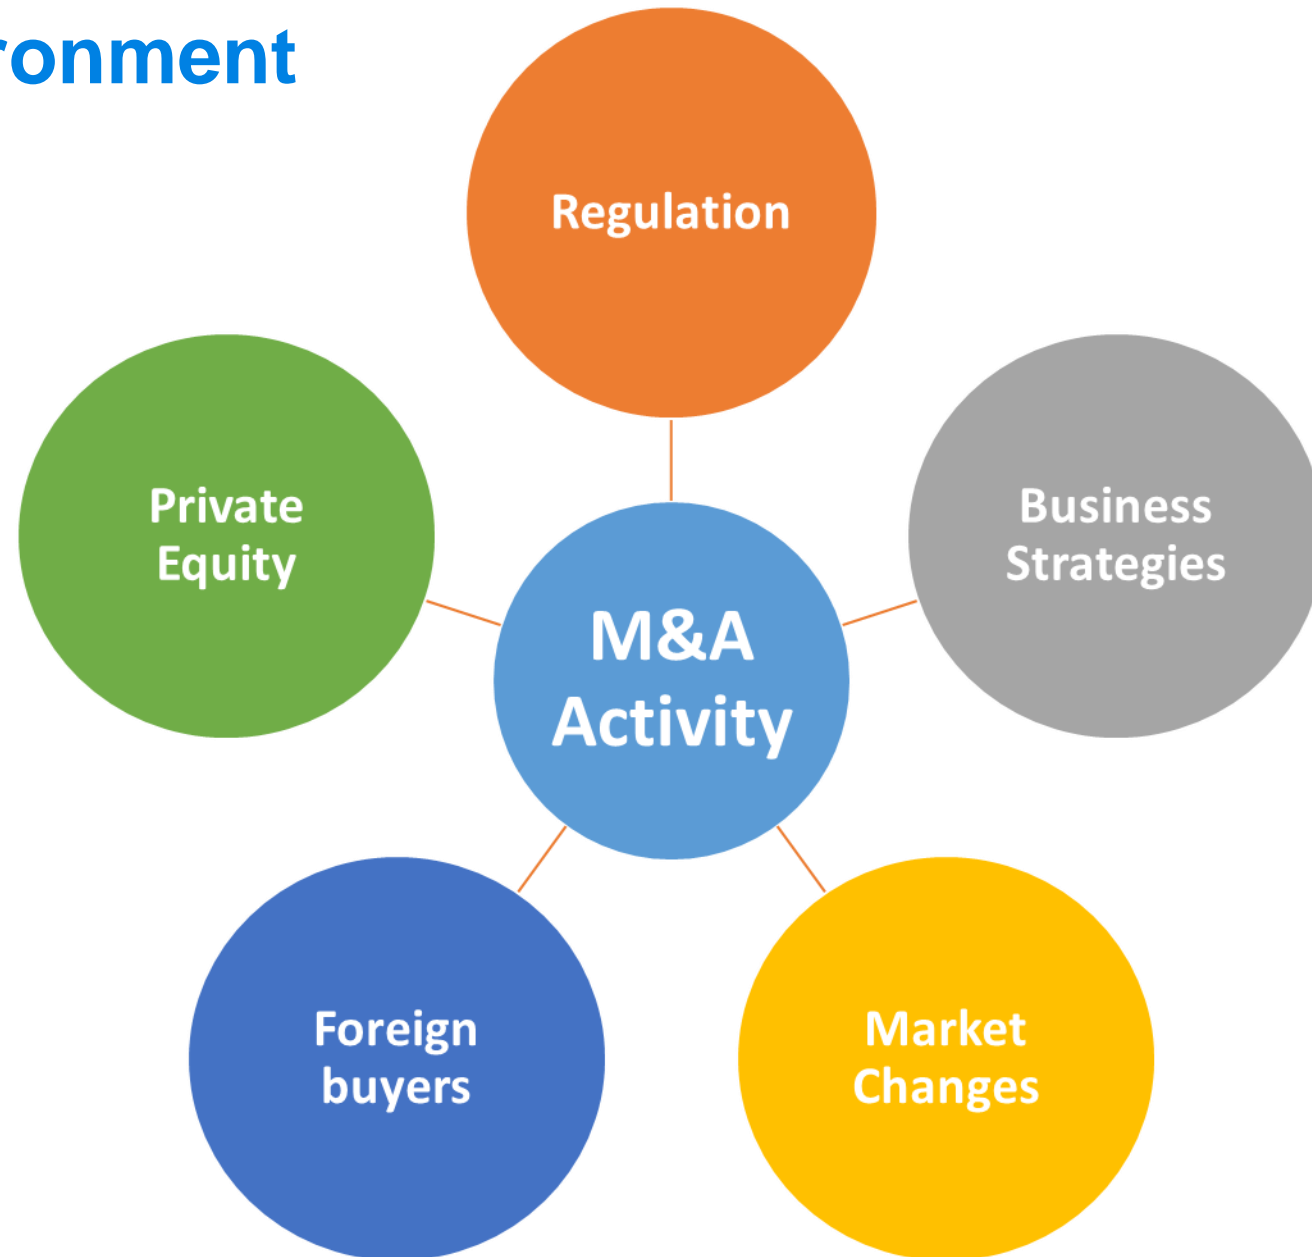 ronment
Regulation
Private
Equity
Business
Strategies
M&A
Activity
Foreign
buyers
Market
Changes